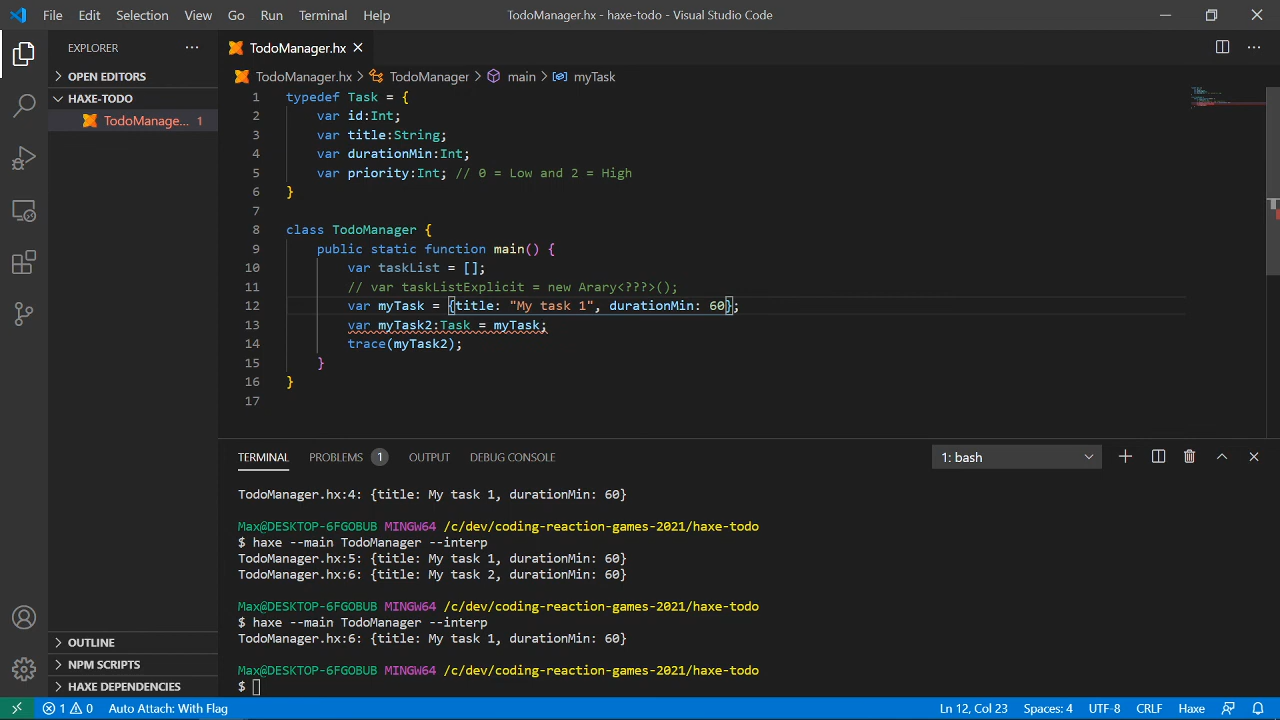 File Edit Selection View Go Run Terminal Help TodoManager.hx - haxe-todo - Visual Studio Code
EXPLORER
OPEN EDITORS
HAXE-TODO
TodoManage... 1
OUTLINE
NPM SCRIPTS
HAXE DEPENDENCIES
TodoManager.hx
TodoManager.hx > TodoManager > main > myTask
1 typedef Task = {
2 var id:Int;
3 var title:String;
4 var durationMin:Int;
5 var priority:Int; // 0 = Low and 2 = High
6 }
7
8 class TodoManager {
9 public static function main() {
10 var taskList = [];
11 // var taskListExplicit = new Arary<???>();
12 var myTask = {title: "My task 1", durationMin: 60};
13 var myTask2:Task = myTask;
14 trace(myTask2);
15 }
16 }
17
TERMINAL PROBLEMS 1 OUTPUT DEBUG CONSOLE 1: bash
TodoManager.hx:4: {title: My task 1, durationMin: 60}
Max@DESKTOP-6FGOBUB MINGW64 /c/dev/coding-reaction-games-2021/haxe-todo
$ haxe --main TodoManager --interp
TodoManager.hx:5: {title: My task 1, durationMin: 60}
TodoManager.hx:6: {title: My task 2, durationMin: 60}
Max@DESKTOP-6FGOBUB MINGW64 /c/dev/coding-reaction-games-2021/haxe-todo
$ haxe --main TodoManager --interp
TodoManager.hx:6: {title: My task 1, durationMin: 60}
Max@DESKTOP-6FGOBUB MINGW64 /c/dev/coding-reaction-games-2021/haxe-todo
$
1 0 Auto Attach: With Flag Ln 12, Col 23 Spaces: 4 UTF-8 CRLF Haxe